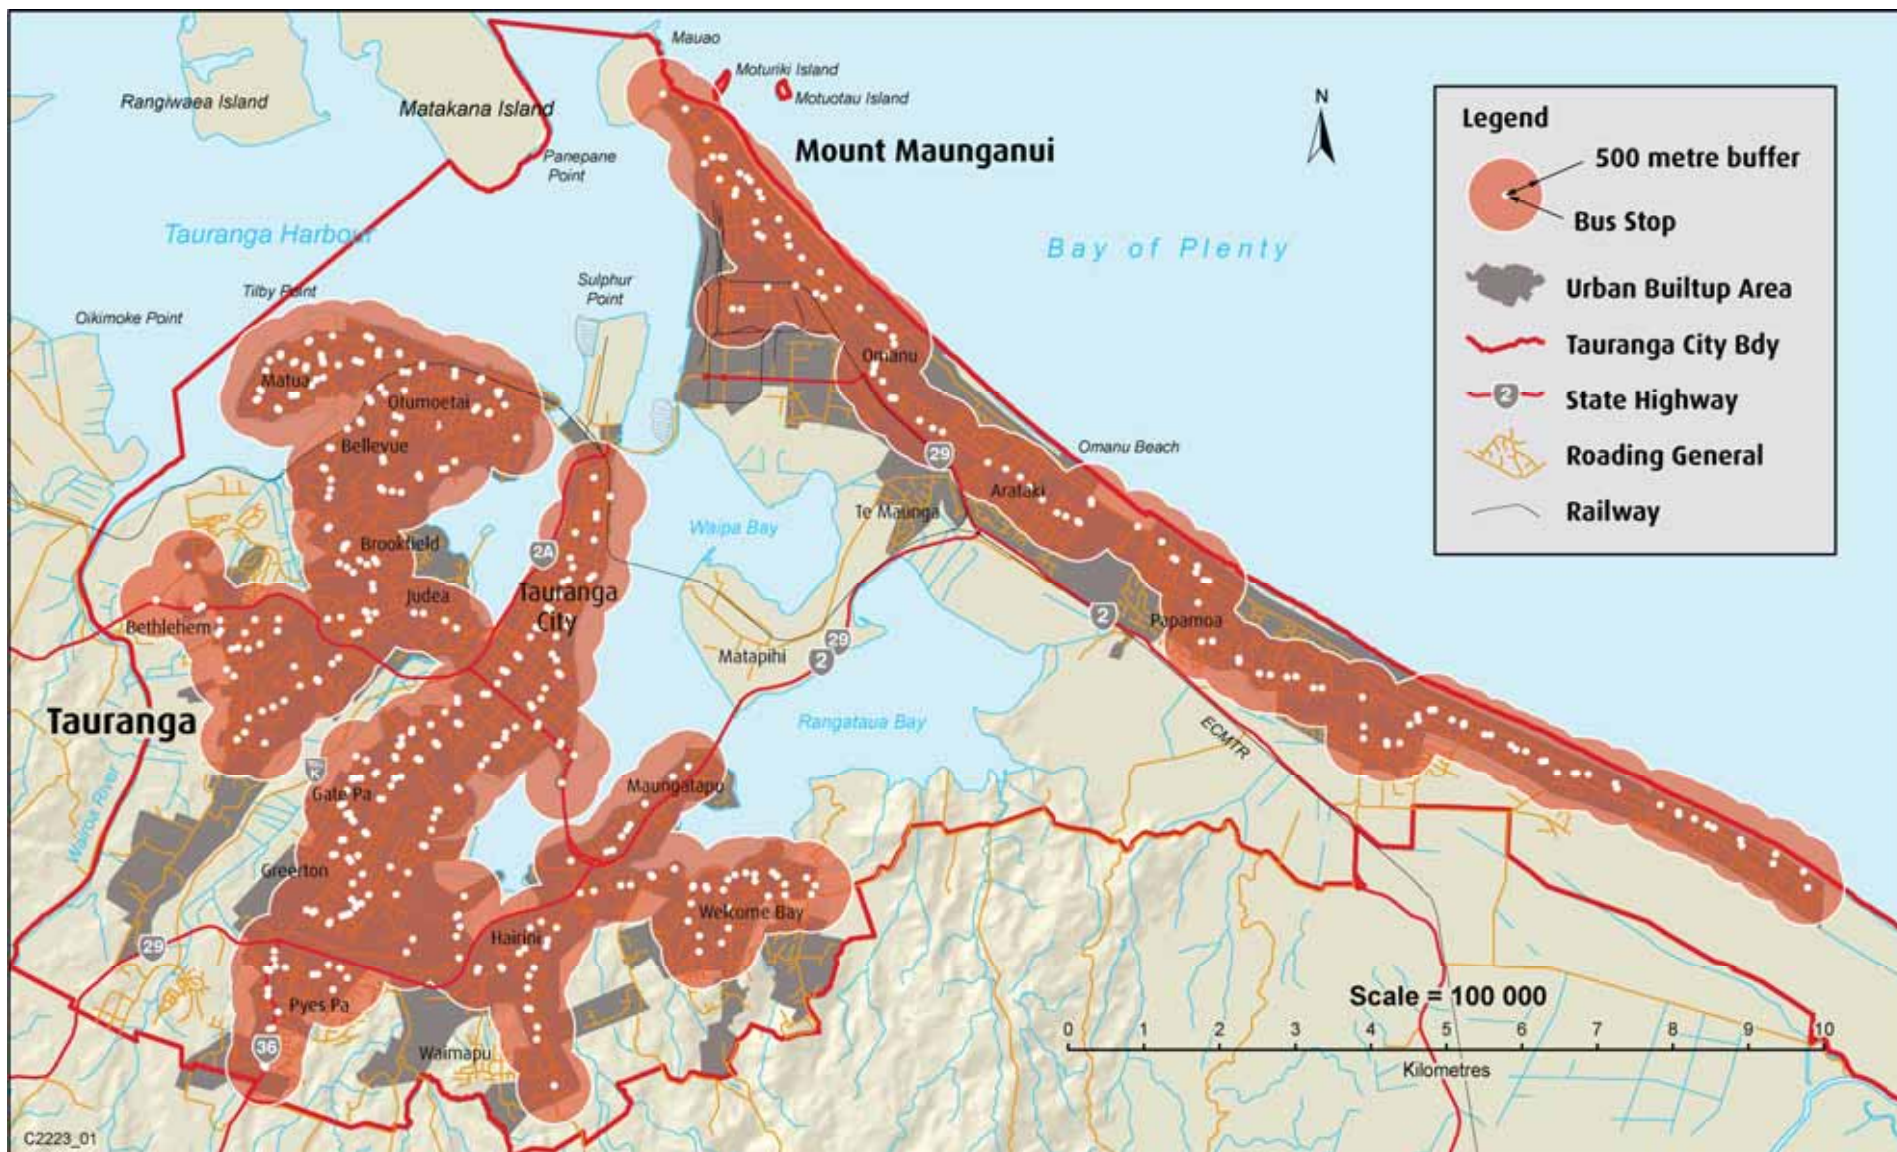 Mauao
Moturiki Island
Motuotau Island
Rangiwaea Island
Matakana Island
Mount Maunganui
Panepane
Point
Tauranga Harbour
Bay of Plenty
Tilby Point
Sulphur
Point
Oikimoke Point
N
Legend
500 metre buffer
Bus Stop
Urban Builtup Area
Tauranga City Bdy
2
State Highway
Roading General
Railway
Omanu
Matua
Otumoetai
Bellevue
29
Omanu Beach
Arataki
Te Maunga
Waipa Bay
Brookfield
2A
Tauranga
City
Judea
Bethlehem
2
Papamoa
29
2
Matapihi
Tauranga
Rangataua Bay
ECMTR
K
Gate Pa
Maungatapu
Wairoa River
Greerton
Welcome Bay
Hairini
29
Pyes Pa
36
Waimapu
Scale = 100 000
0 1 2 3 4 5 6 7 8 9 10
Kilometres
C2223_01